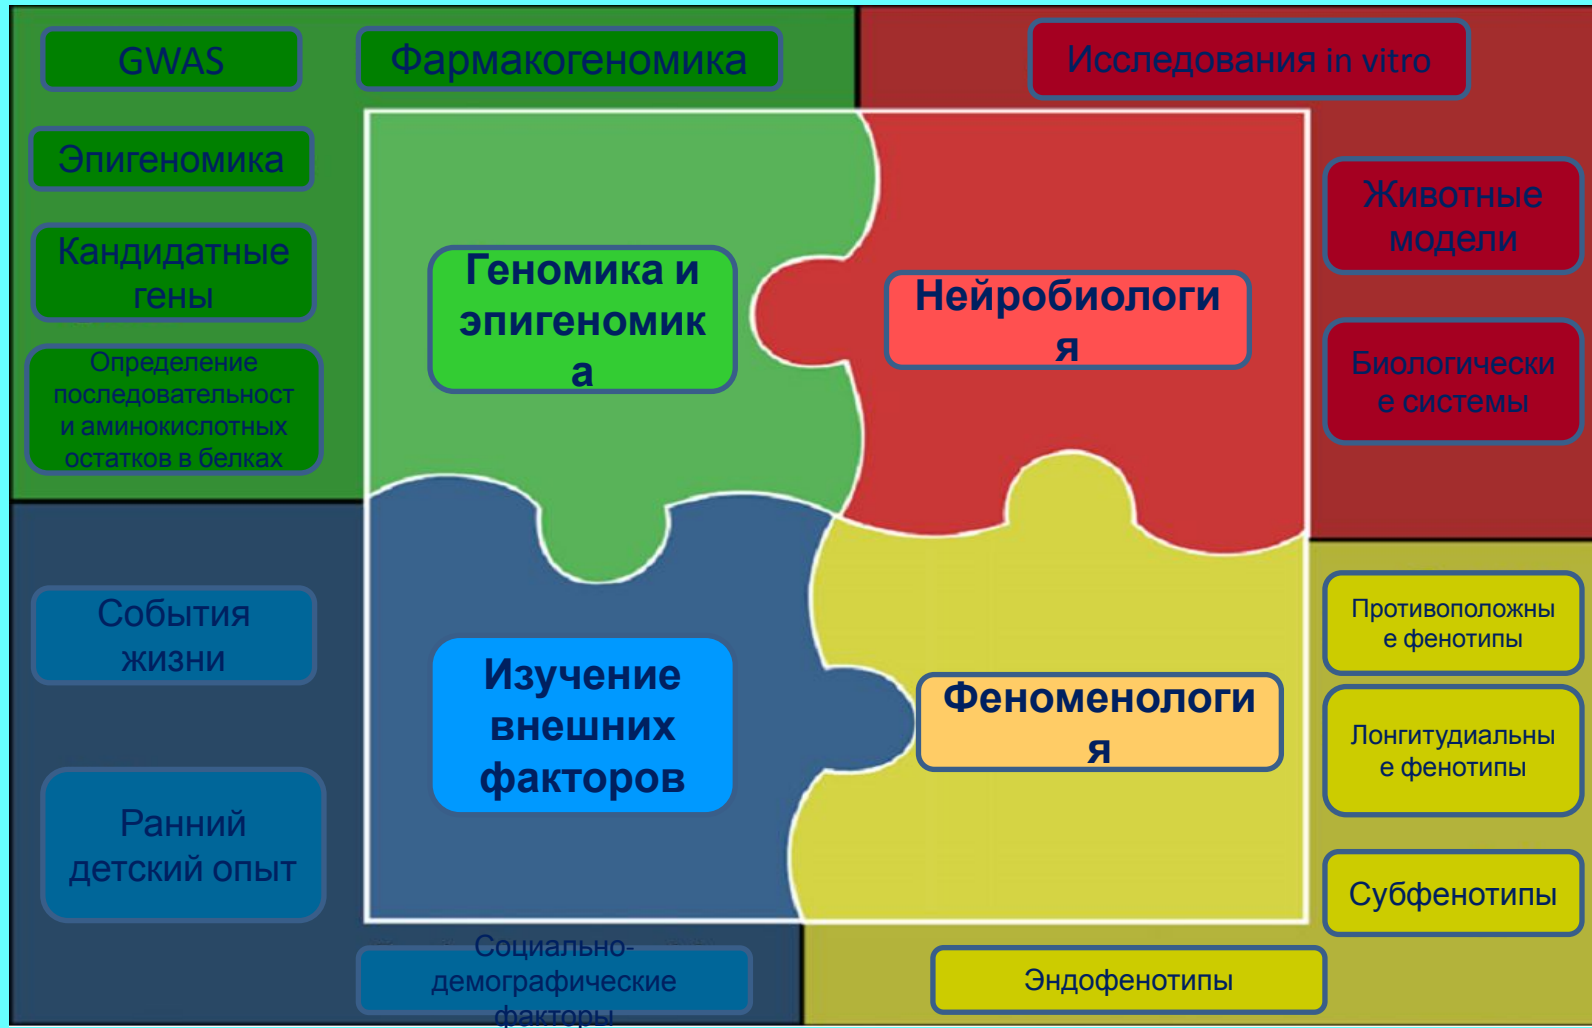 GWAS
Фармакогеномика
Исследования in vitro
Эпигеномика
Кандидатные
гены
Определение
последовательност
и аминокислотных
остатков в белках
Геномика и
эпигеномик
а
Нейробиологи
я
Животные
модели
Биологически
е системы
События
жизни
Ранний
детский опыт
Изучение
внешних
факторов
Феноменологи
я
Противоположны
е фенотипы
Лонгитудиальны
е фенотипы
Субфенотипы
Социально-
демографические
факторы
Эндофенотипы